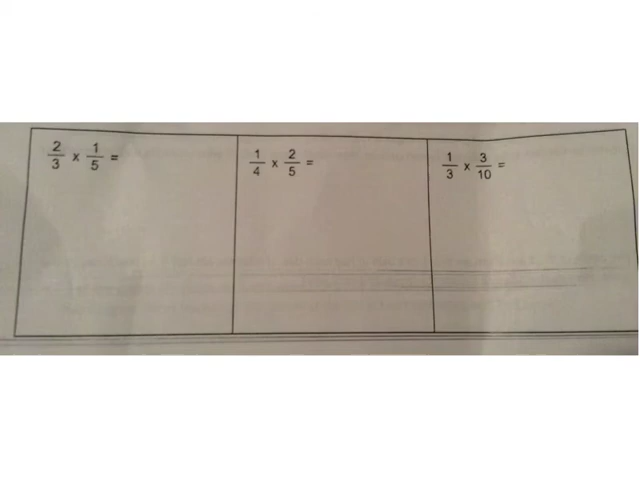 2/3 x 1/5 =
1/4 x 2/5 =
1/3 x 3/10 =